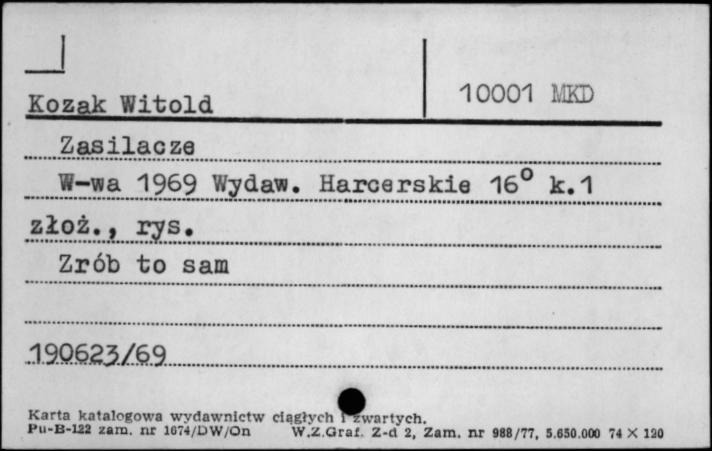 10001 MKD
Kozak Witold
Zasilacze
W-wa 1969 Wydaw. Harcerskie 16° k.1
złoż., rys.
Zrób to sam
190623/69
Karta katalogowa wydawnictw ciągłych i zwartych.
Pu-B-122 zam. nr 1674/DW/On W.Z.Graf. Z-d 2, Zam. nr 988/77, 5.650.000 74 × 120